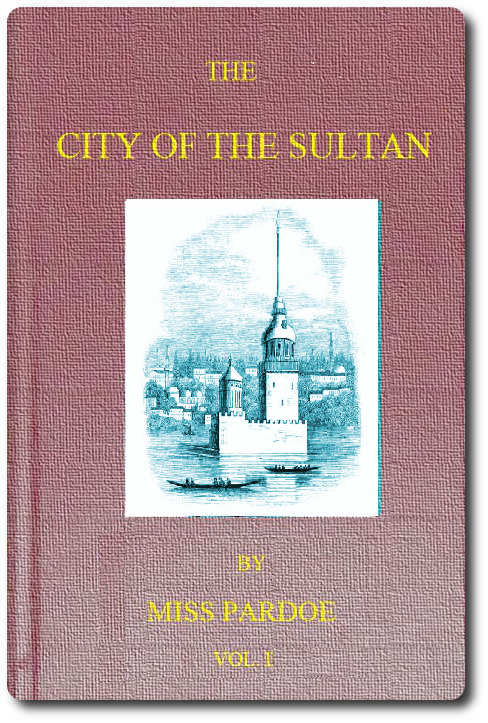 THE
CITY OF THE SULTAN
BY
MISS PARDOE
VOL. I